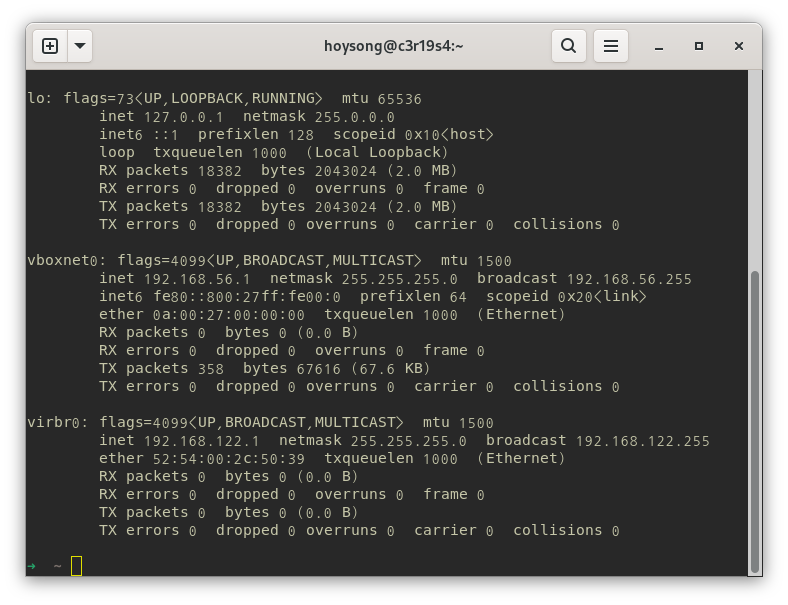 hoysong@c3r19s4:~
lo: flags=73<UP,LOOPBACK,RUNNING>  mtu 65536
        inet 127.0.0.1  netmask 255.0.0.0
        inet6 ::1  prefixlen 128  scopeid 0x10<host>
        loop  txqueuelen 1000  (Local Loopback)
        RX packets 18382  bytes 2043024 (2.0 MB)
        RX errors 0  dropped 0  overruns 0  frame 0
        TX packets 18382  bytes 2043024 (2.0 MB)
        TX errors 0  dropped 0 overruns 0  carrier 0  collisions 0
vboxnet0: flags=4099<UP,BROADCAST,MULTICAST>  mtu 1500
        inet 192.168.56.1  netmask 255.255.255.0  broadcast 192.168.56.255
        inet6 fe80::800:27ff:fe00:0  prefixlen 64  scopeid 0x20<link>
        ether 0a:00:27:00:00:00  txqueuelen 1000  (Ethernet)
        RX packets 0  bytes 0 (0.0 B)
        RX errors 0  dropped 0  overruns 0  frame 0
        TX packets 358  bytes 67616 (67.6 KB)
        TX errors 0  dropped 0 overruns 0  carrier 0  collisions 0
virbr0: flags=4099<UP,BROADCAST,MULTICAST>  mtu 1500
        inet 192.168.122.1  netmask 255.255.255.0  broadcast 192.168.122.255
        ether 52:54:00:2c:50:39  txqueuelen 1000  (Ethernet)
        RX packets 0  bytes 0 (0.0 B)
        RX errors 0  dropped 0  overruns 0  frame 0
        TX packets 0  bytes 0 (0.0 B)
        TX errors 0  dropped 0 overruns 0  carrier 0  collisions 0
➜  ~